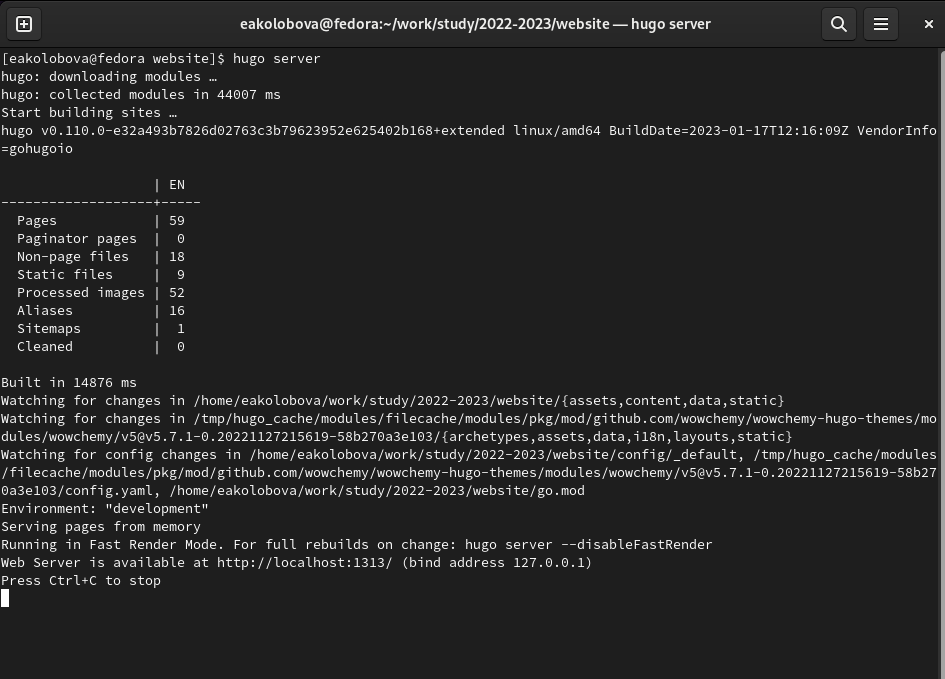 eakolobova@fedora:~/work/study/2022-2023/website — hugo server
[eakolobova@fedora website]$ hugo server
hugo: downloading modules …
hugo: collected modules in 44007 ms
Start building sites …
hugo v0.110.0-e32a493b7826d02763c3b79623952e625402b168+extended linux/amd64 BuildDate=2023-01-17T12:16:09Z VendorInfo
=gohugoio
                   | EN
-------------------+-----
  Pages            | 59
  Paginator pages  |  0
  Non-page files   | 18
  Static files     |  9
  Processed images | 52
  Aliases          | 16
  Sitemaps         |  1
  Cleaned          |  0
Built in 14876 ms
Watching for changes in /home/eakolobova/work/study/2022-2023/website/{assets,content,data,static}
Watching for changes in /tmp/hugo_cache/modules/filecache/modules/pkg/mod/github.com/wowchemy/wowchemy-hugo-themes/mo
dules/wowchemy/v5@v5.7.1-0.20221127215619-58b270a3e103/{archetypes,assets,data,i18n,layouts,static}
Watching for config changes in /home/eakolobova/work/study/2022-2023/website/config/_default, /tmp/hugo_cache/modules
/filecache/modules/pkg/mod/github.com/wowchemy/wowchemy-hugo-themes/modules/wowchemy/v5@v5.7.1-0.20221127215619-58b27
0a3e103/config.yaml, /home/eakolobova/work/study/2022-2023/website/go.mod
Environment: "development"
Serving pages from memory
Running in Fast Render Mode. For full rebuilds on change: hugo server --disableFastRender
Web Server is available at http://localhost:1313/ (bind address 127.0.0.1)
Press Ctrl+C to stop